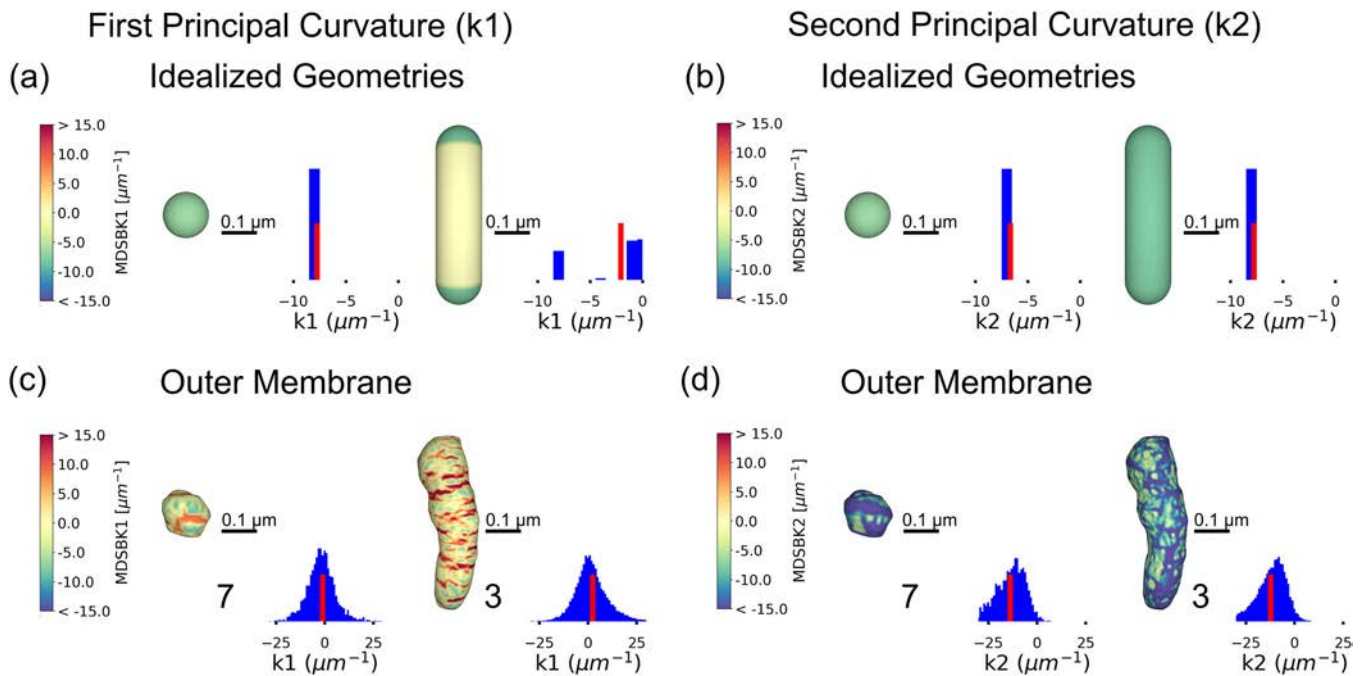 First Principal Curvature (k1)
Second Principal Curvature (k2)
(a)
Idealized Geometries
> 15.0
10.0
5.0
0.0
-5.0
-10.0
< -15.0
MDSBK1 [μm⁻¹]
0.1 μm
−10 −5 0
k1 (μm⁻¹)
0.1 μm
−10 −5 0
k1 (μm⁻¹)
(b)
Idealized Geometries
> 15.0
10.0
5.0
0.0
-5.0
-10.0
< -15.0
MDSBK2 [μm⁻¹]
0.1 μm
−10 −5 0
k2 (μm⁻¹)
0.1 μm
−10 −5 0
k2 (μm⁻¹)
(c)
Outer Membrane
> 15.0
10.0
5.0
0.0
-5.0
-10.0
< -15.0
MDSBK1 [μm⁻¹]
0.1 μm
7
−25 0 25
k1 (μm⁻¹)
0.1 μm
3
−25 0 25
k1 (μm⁻¹)
(d)
Outer Membrane
> 15.0
10.0
5.0
0.0
-5.0
-10.0
< -15.0
MDSBK2 [μm⁻¹]
0.1 μm
7
−25 0 25
k2 (μm⁻¹)
0.1 μm
3
−25 0 25
k2 (μm⁻¹)